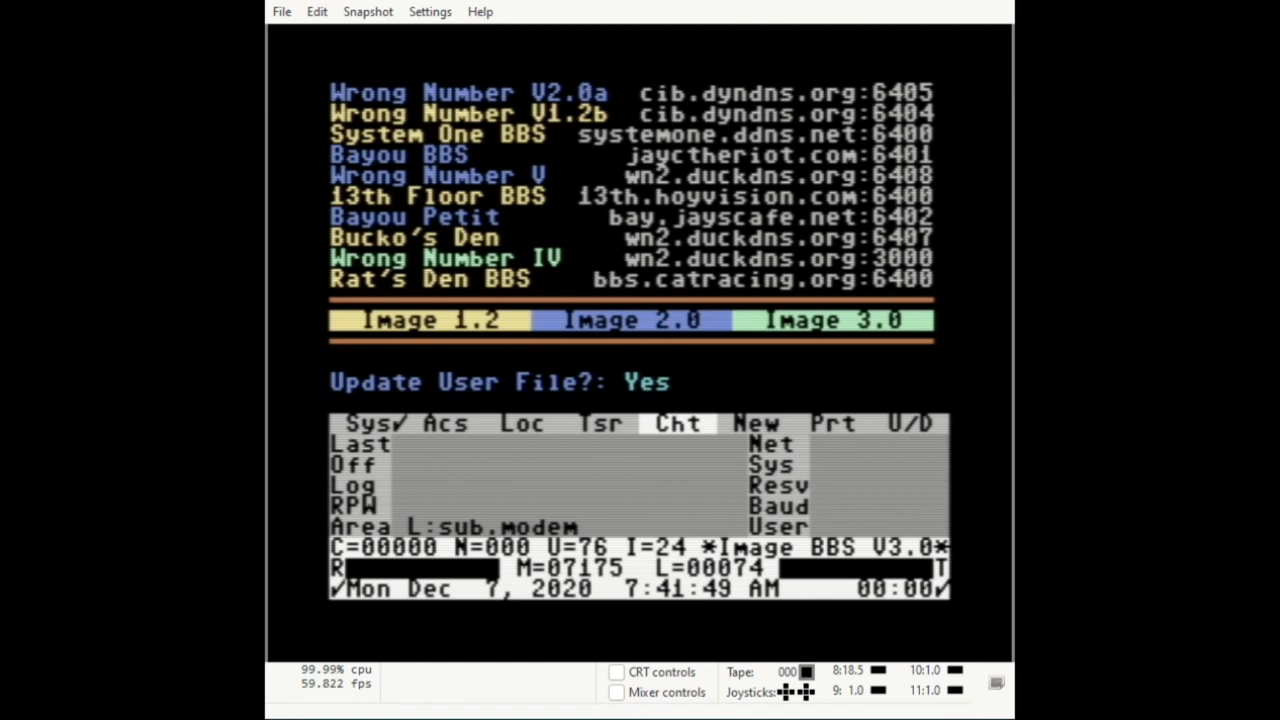 File Edit Snapshot Settings Help
Wrong Number V2.0a cib.dyndns.org:6405
Wrong Number V1.2b cib.dyndns.org:6404
System One BBS systemone.ddns.net:6400
Bayou BBS jayctheriot.com:6401
Wrong Number V wn2.duckdns.org:6408
13th Floor BBS 13th.hoyvision.com:6400
Bayou Petit bay.jayscafe.net:6402
Bucko's Den wn2.duckdns.org:6407
Wrong Number IV wn2.duckdns.org:3000
Rat's Den BBS bbs.catracing.org:6400
Image 1.2 Image 2.0 Image 3.0
Update User File?: Yes
Sys✓ Acs Loc Tsr Cht New Prt U/D
Last Net
Off Sys
Log Resv
RPW Baud
Area L:sub.modem User
C=00000 N=000 U=76 I=24 *Image BBS V3.0*
R M=07175 L=00074 T
✓Mon Dec 7, 2020 7:41:49 AM 00:00✓
99.99% cpu CRT controls Tape: 000 8:18.5 10:1.0
59.822 fps Mixer controls Joysticks: 9: 1.0 11:1.0